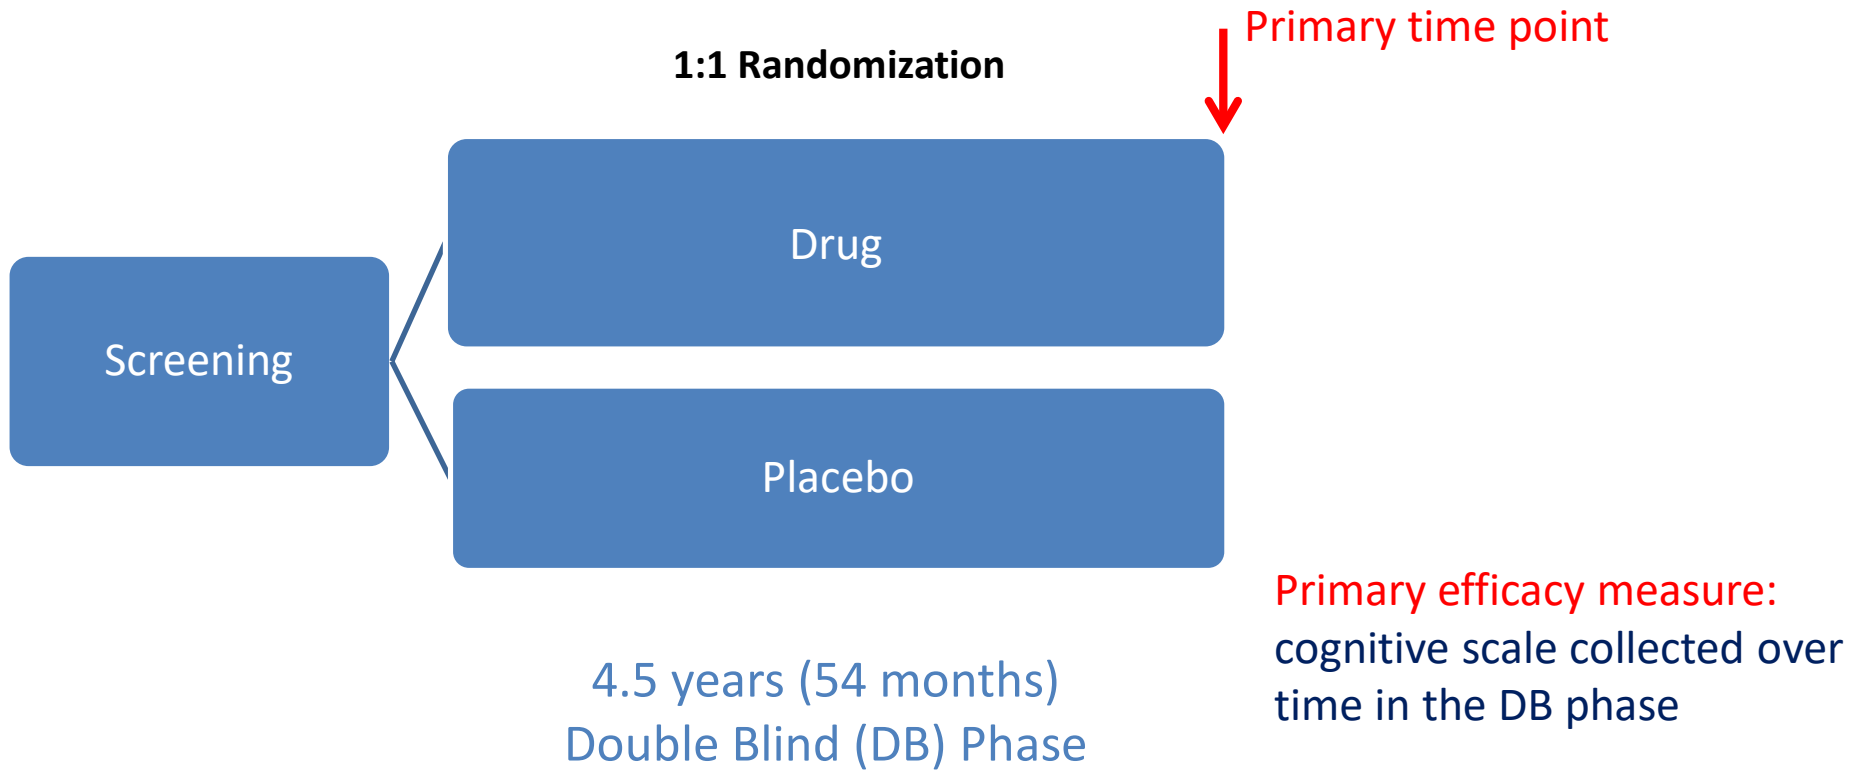 Primary time point
1:1 Randomization
Drug
Screening
Placebo
Primary efficacy measure:
cognitive scale collected over
time in the DB phase
4.5 years (54 months)
Double Blind (DB) Phase